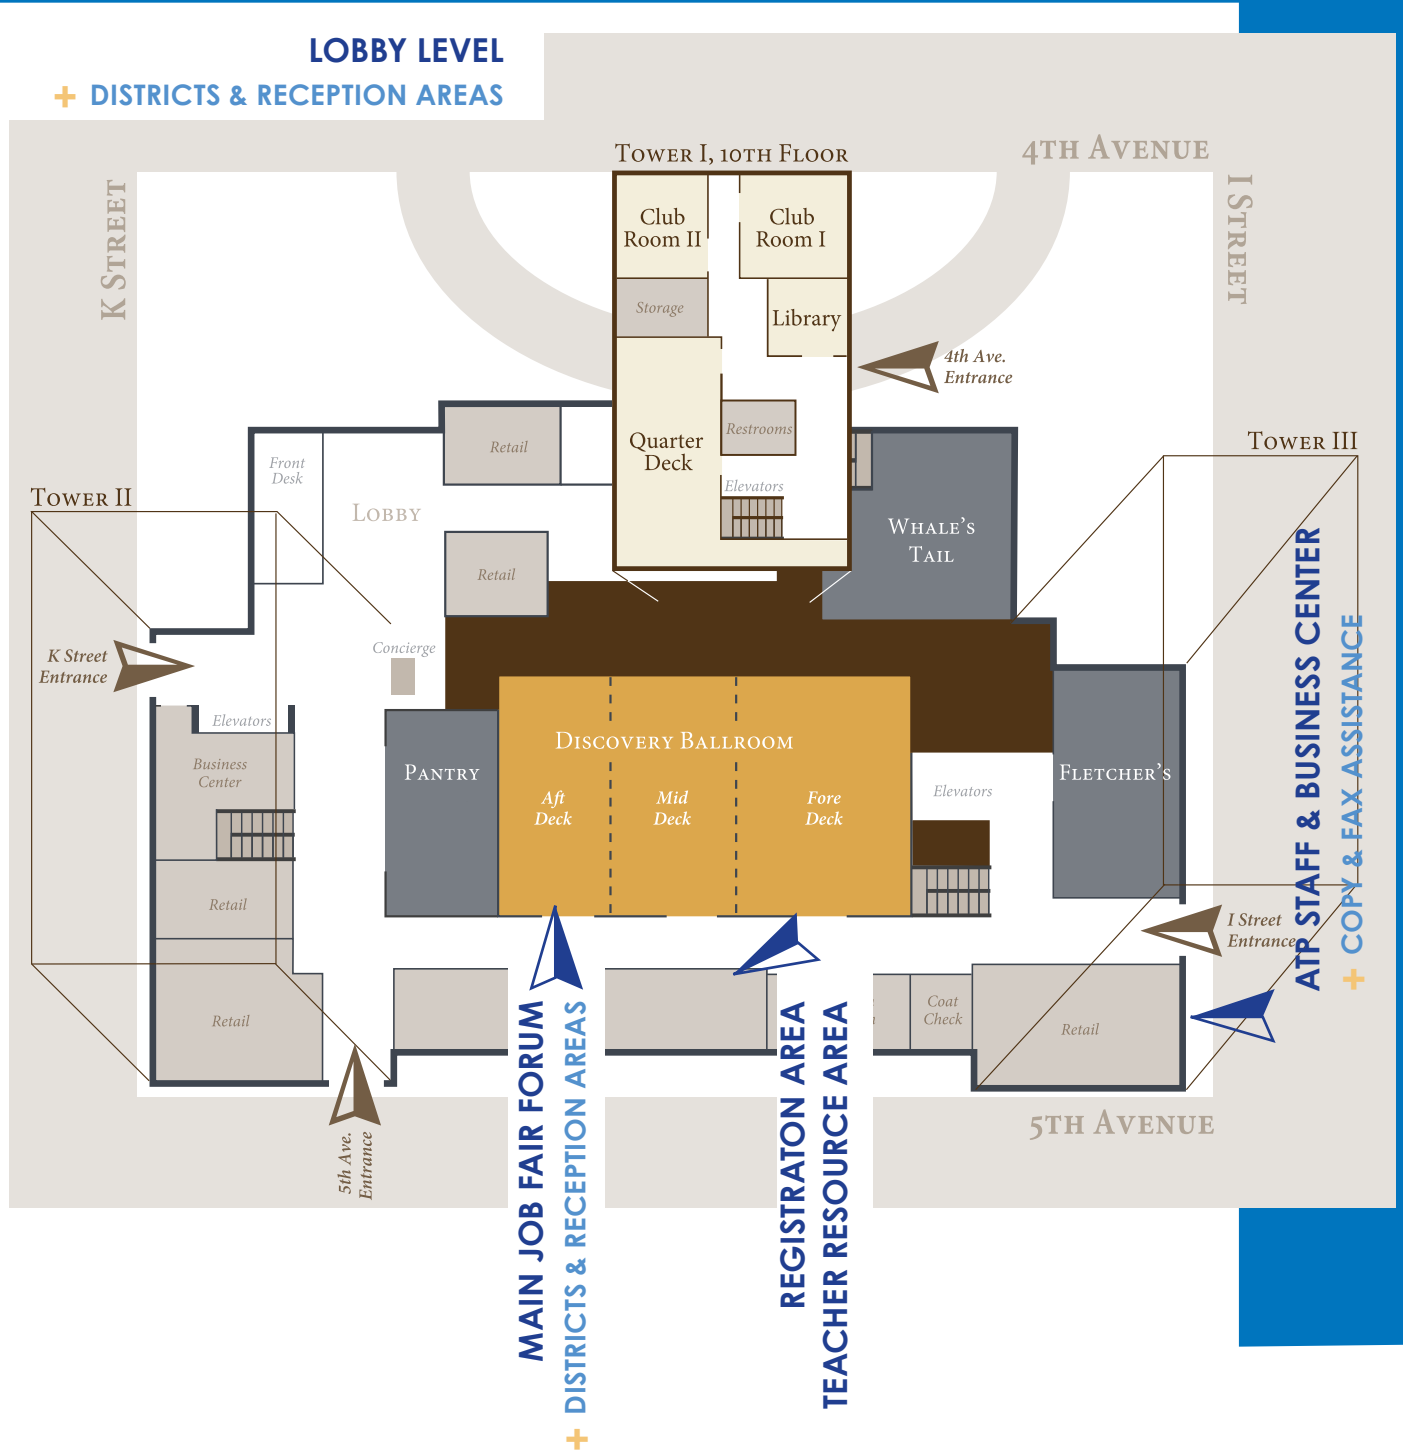 LOBBY LEVEL
+ DISTRICTS & RECEPTION AREAS
Tower I, 10th Floor
4th Avenue
K Street
I Street
Club
Room II
Club
Room I
Storage
Library
4th Ave.
Entrance
Quarter
Deck
Restrooms
Elevators
Retail
Front
Desk
Lobby
Tower II
Tower III
Whale's
Tail
Retail
Concierge
K Street
Entrance
Elevators
Business
Center
Pantry
Discovery Ballroom
Aft
Deck
Mid
Deck
Fore
Deck
Elevators
Fletcher's
ATP STAFF & BUSINESS CENTER
+ COPY & FAX ASSISTANCE
Retail
I Street
Entrance
Retail
Coat
Check
Retail
5th Ave.
Entrance
5th Avenue
MAIN JOB FAIR FORUM
+ DISTRICTS & RECEPTION AREAS
REGISTRATON AREA
TEACHER RESOURCE AREA